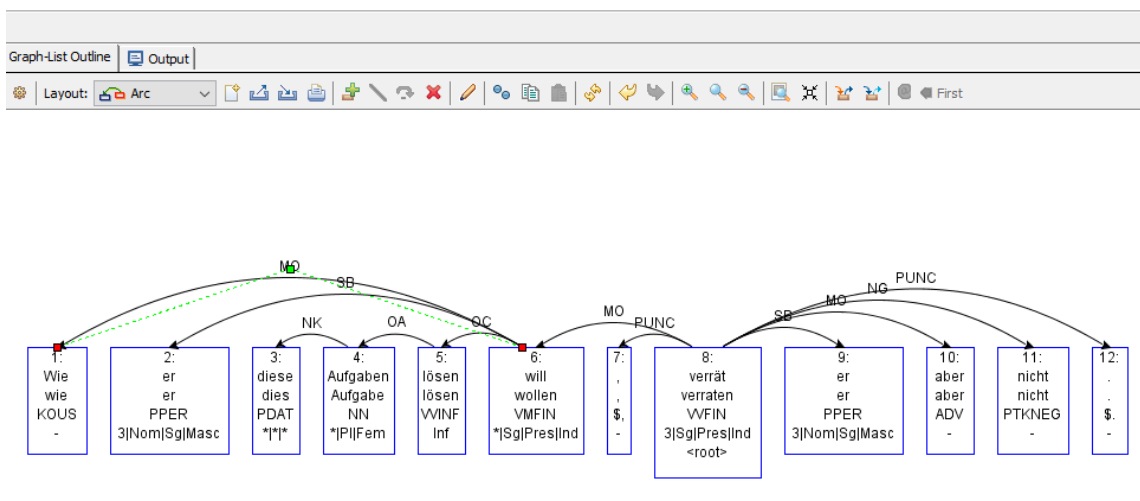 Graph-List Outline Output
Layout: Arc First
MO
SB
NK
OA
OC
MO
PUNC
SB
MO
NG
PUNC
1:
Wie
wie
KOUS
-
2:
er
er
PPER
3|Nom|Sg|Masc
3:
diese
dies
PDAT
*|*|*
4:
Aufgaben
Aufgabe
NN
*|Pl|Fem
5:
lösen
lösen
VVINF
Inf
6:
will
wollen
VMFIN
*|Sg|Pres|Ind
7:
,
,
$,
-
8:
verrät
verraten
VVFIN
3|Sg|Pres|Ind
<root>
9:
er
er
PPER
3|Nom|Sg|Masc
10:
aber
aber
ADV
-
11:
nicht
nicht
PTKNEG
-
12:
.
.
$.
-